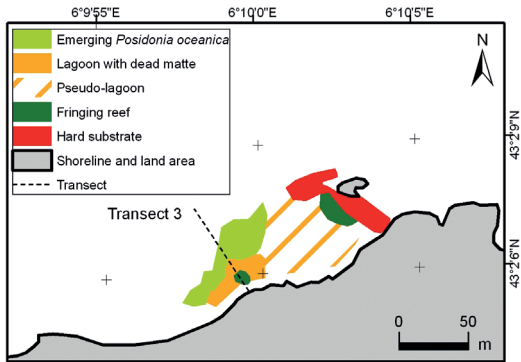 6°9'55"E 6°10'0"E 6°10'5"E
Emerging Posidonia oceanica
Lagoon with dead matte
Pseudo-lagoon
Fringing reef
Hard substrate
Shoreline and land area
Transect
N
43°2'9"N
Transect 3
43°2'6"N
0 50
m